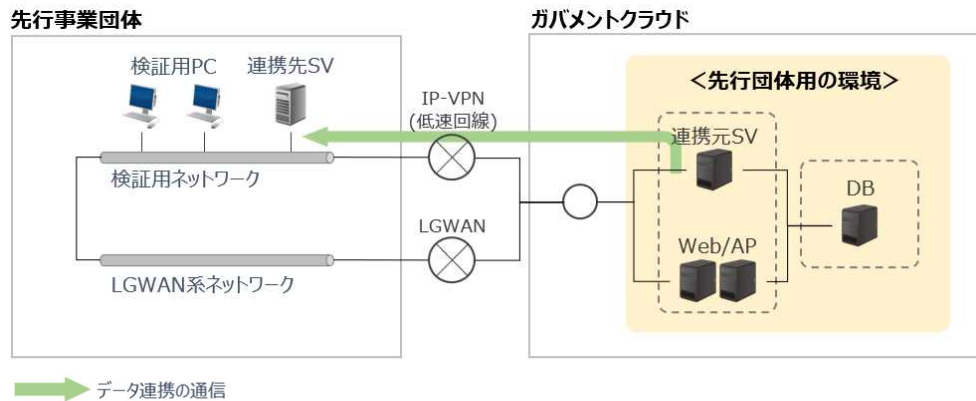 先行事業団体
ガバメントクラウド
検証用PC
連携先SV
IP-VPN
(低速回線)
<先行団体用の環境>
連携元SV
検証用ネットワーク
DB
LGWAN
Web/AP
LGWAN系ネットワーク
データ連携の通信